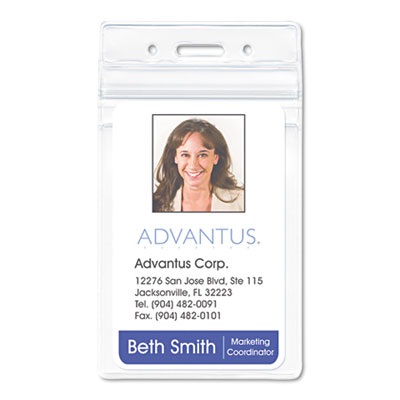 ADVANTUS.
Advantus Corp.
12276 San Jose Blvd, Ste 115
Jacksonville, FL 32223
Tel. (904) 482-0091
Fax. (904) 482-0101
Beth Smith | Marketing
Coordinator